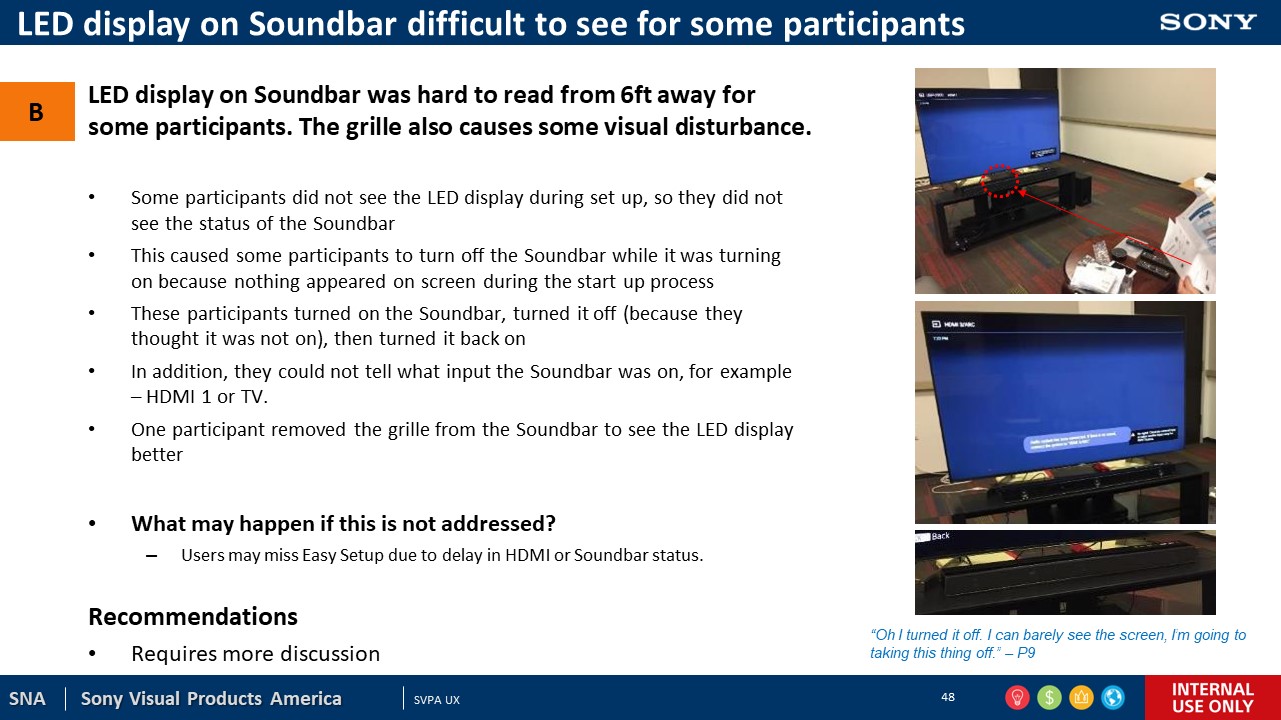 LED display on Soundbar difficult to see for some participants
SONY
B
LED display on Soundbar was hard to read from 6ft away for
some participants. The grille also causes some visual disturbance.
• Some participants did not see the LED display during set up, so they did not
see the status of the Soundbar
• This caused some participants to turn off the Soundbar while it was turning
on because nothing appeared on screen during the start up process
• These participants turned on the Soundbar, turned it off (because they
thought it was not on), then turned it back on
• In addition, they could not tell what input the Soundbar was on, for example
– HDMI 1 or TV.
• One participant removed the grille from the Soundbar to see the LED display
better
• What may happen if this is not addressed?
– Users may miss Easy Setup due to delay in HDMI or Soundbar status.
Recommendations
• Requires more discussion
Back
“Oh I turned it off. I can barely see the screen, I’m going to
taking this thing off.” – P9
SNA
Sony Visual Products America
SVPA UX
48
$
INTERNAL
USE ONLY